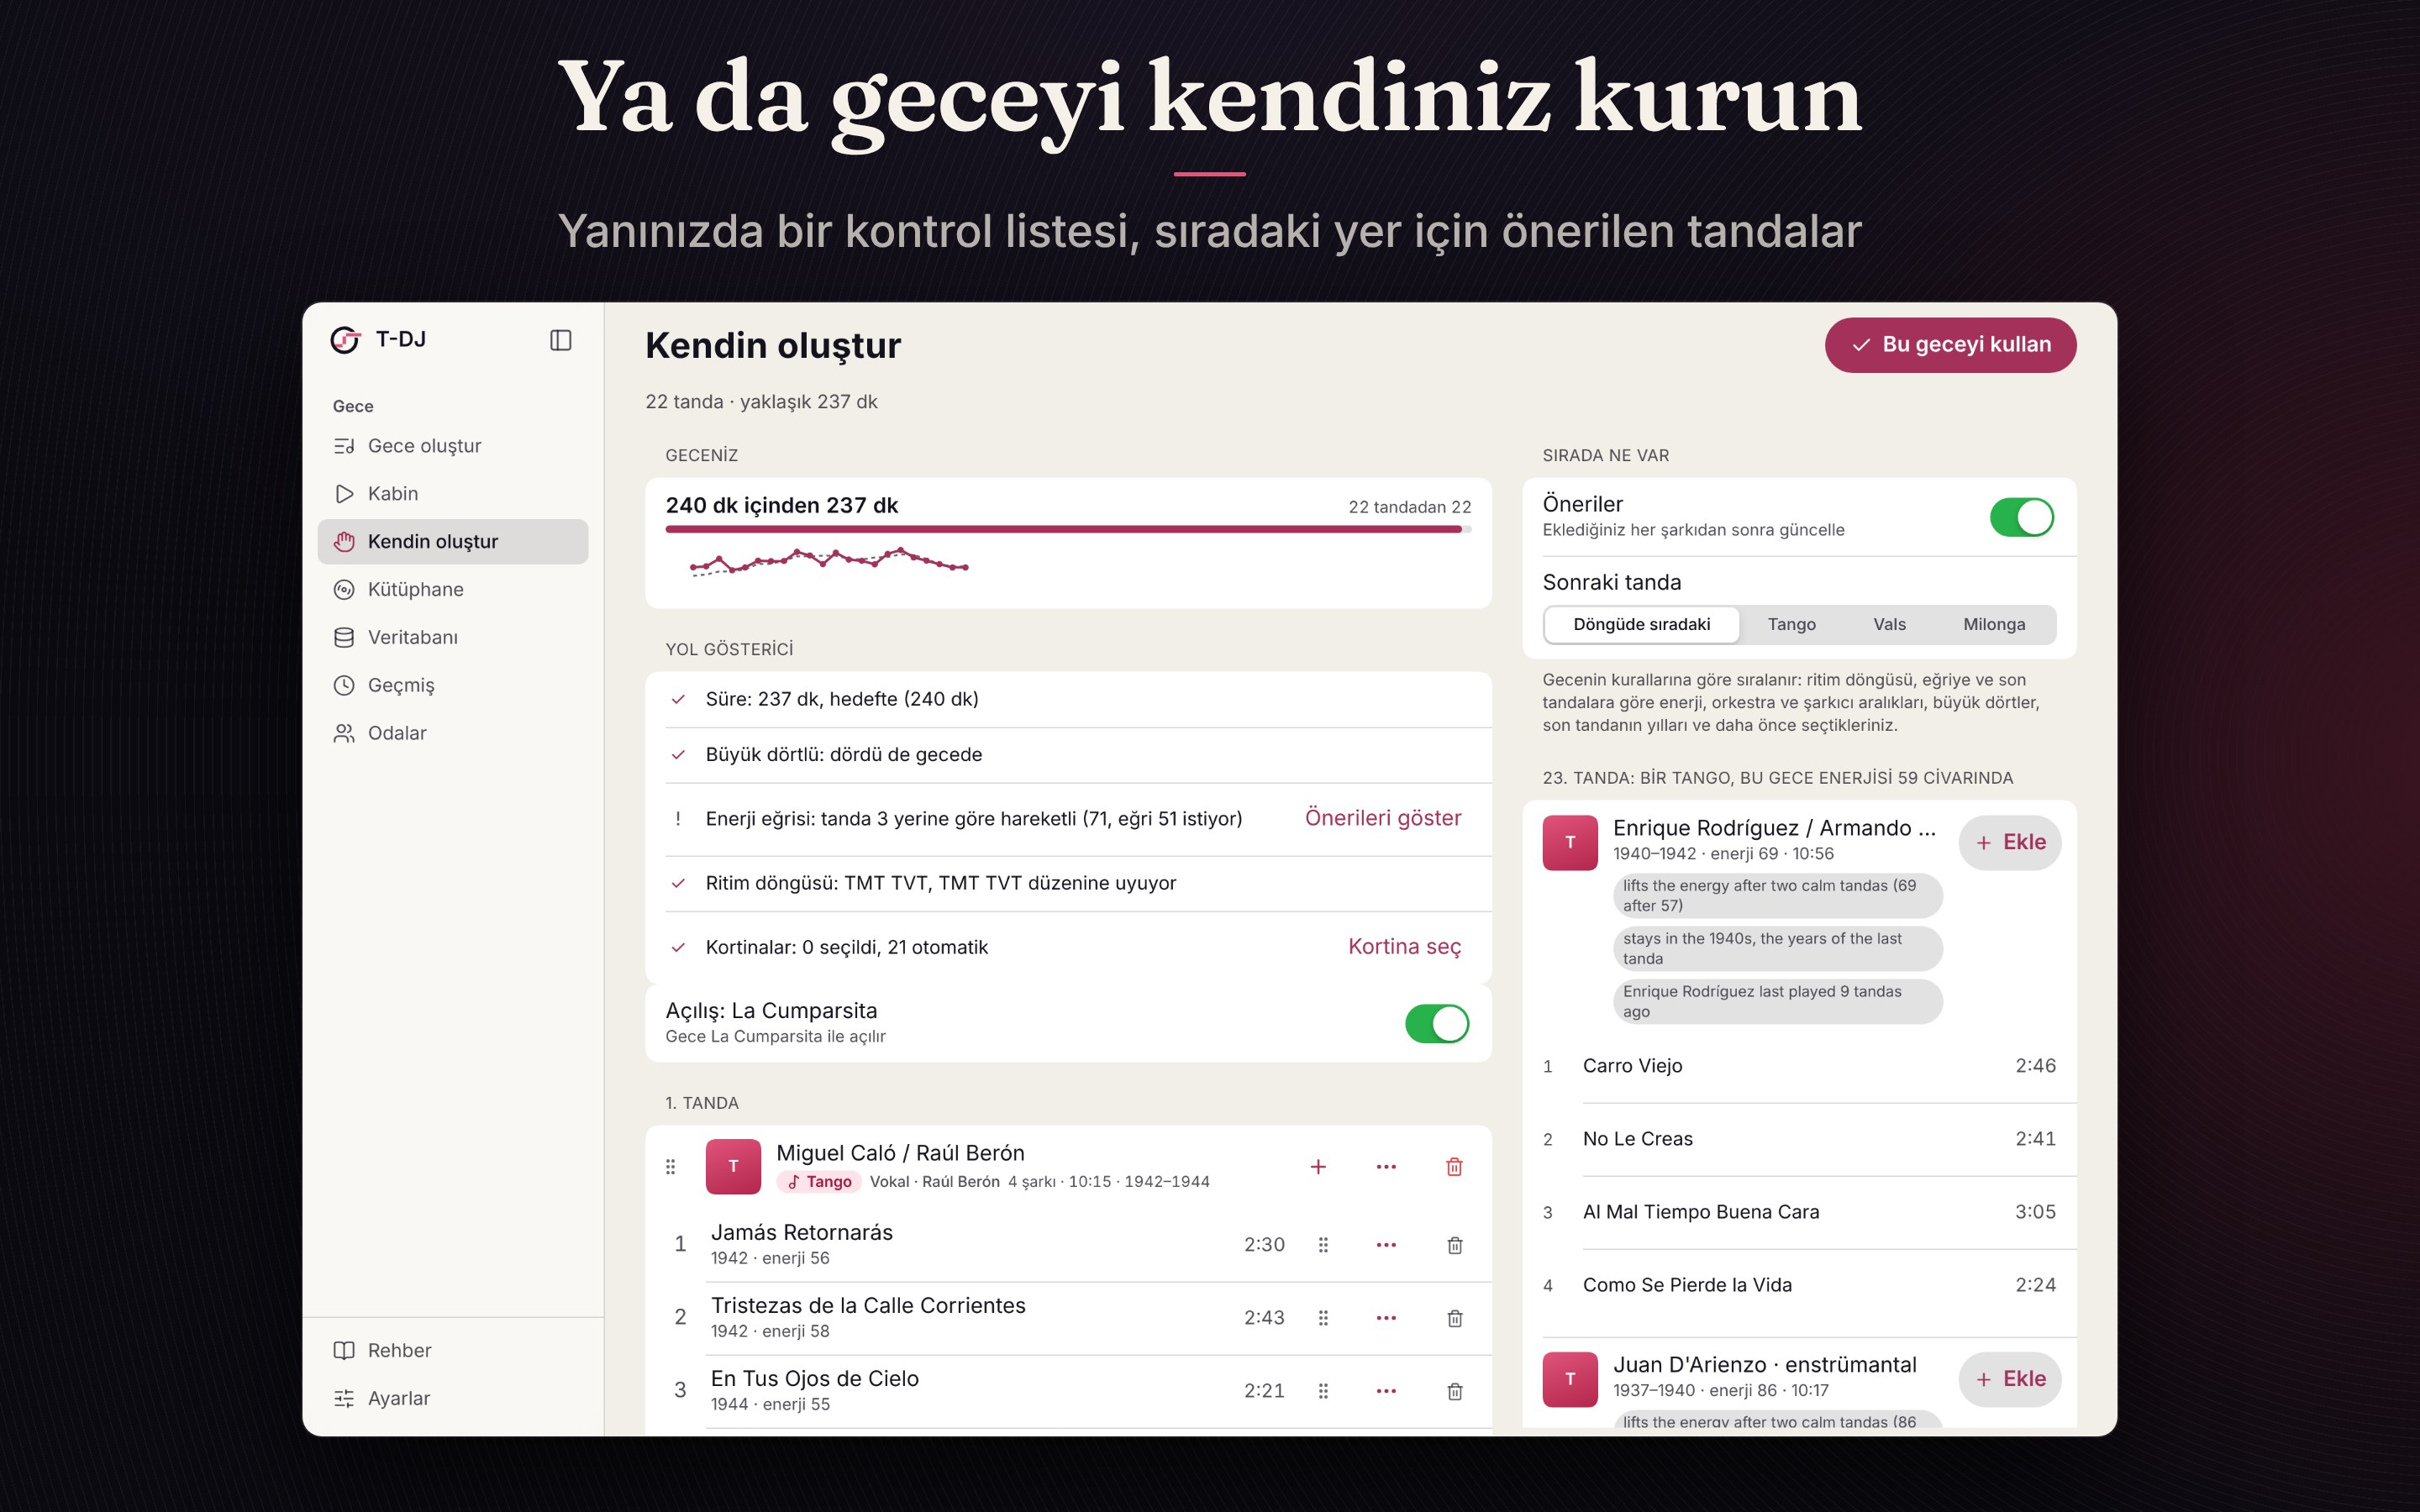 Ya da geceyi kendiniz kurun
Yanınızda bir kontrol listesi, sıradaki yer için önerilen tandalar
T-DJ
Gece
Gece oluştur
Kabin
Kendin oluştur
Kütüphane
Veritabanı
Geçmiş
Odalar
Rehber
Ayarlar
Kendin oluştur
Bu geceyi kullan
22 tanda · yaklaşık 237 dk
GECENİZ
240 dk içinden 237 dk
22 tandadan 22
YOL GÖSTERİCİ
Süre: 237 dk, hedefte (240 dk)
Büyük dörtlü: dördü de gecede
! Enerji eğrisi: tanda 3 yerine göre hareketli (71, eğri 51 istiyor)
Önerileri göster
Ritim döngüsü: TMT TVT, TMT TVT düzenine uyuyor
Kortinalar: 0 seçildi, 21 otomatik
Kortina seç
Açılış: La Cumparsita
Gece La Cumparsita ile açılır
1. TANDA
T
Miguel Caló / Raúl Berón
Tango Vokal · Raúl Berón 4 şarkı · 10:15 · 1942–1944
1 Jamás Retornarás 2:30
1942 · enerji 56
2 Tristezas de la Calle Corrientes 2:43
1942 · enerji 58
3 En Tus Ojos de Cielo 2:21
1944 · enerji 55
SIRADA NE VAR
Öneriler
Eklediğiniz her şarkıdan sonra güncelle
Sonraki tanda
Döngüde sıradaki Tango Vals Milonga
Gecenin kurallarına göre sıralanır: ritim döngüsü, eğriye ve son
tandalara göre enerji, orkestra ve şarkıcı aralıkları, büyük dörtler,
son tandanın yılları ve daha önce seçtikleriniz.
23. TANDA: BİR TANGO, BU GECE ENERJİSİ 59 CİVARINDA
T
Enrique Rodríguez / Armando ...
1940–1942 · enerji 69 · 10:56
+ Ekle
lifts the energy after two calm tandas (69
after 57)
stays in the 1940s, the years of the last
tanda
Enrique Rodríguez last played 9 tandas
ago
1 Carro Viejo 2:46
2 No Le Creas 2:41
3 Al Mal Tiempo Buena Cara 3:05
4 Como Se Pierde la Vida 2:24
T
Juan D'Arienzo · enstrümantal
1937–1940 · enerji 86 · 10:17
+ Ekle
lifts the energy after two calm tandas (86